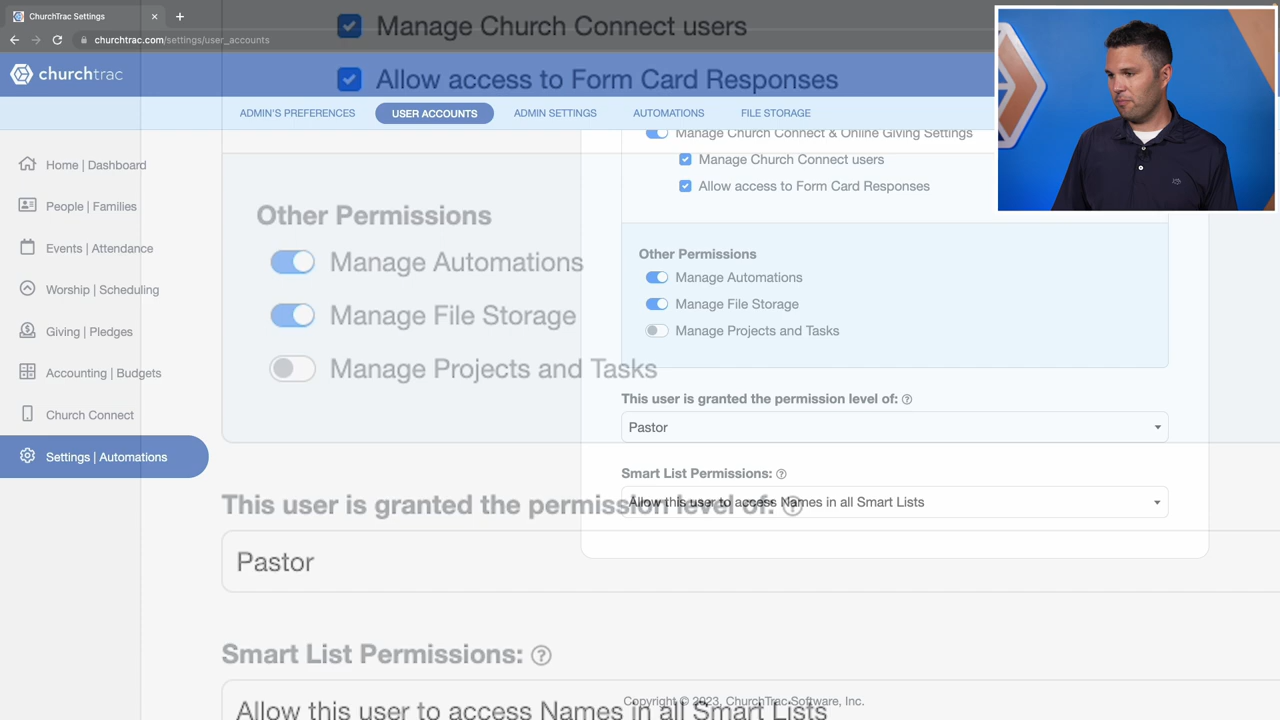 ChurchTrac Settings
churchtrac.com/settings/user_accounts
churchtrac
ADMIN'S PREFERENCES
USER ACCOUNTS
ADMIN SETTINGS
AUTOMATIONS
FILE STORAGE
Home | Dashboard
People | Families
Events | Attendance
Worship | Scheduling
Giving | Pledges
Accounting | Budgets
Church Connect
Settings | Automations
Manage Church Connect users
Allow access to Form Card Responses
Other Permissions
Manage Automations
Manage File Storage
Manage Projects and Tasks
This user is granted the permission level of:
Pastor
Smart List Permissions:
Allow this user to access Names in all Smart Lists
Manage Church Connect & Online Giving Settings
Manage Church Connect users
Allow access to Form Card Responses
Other Permissions
Manage Automations
Manage File Storage
Manage Projects and Tasks
This user is granted the permission level of:
Pastor
Smart List Permissions:
Allow this user to access Names in all Smart Lists
Copyright © 2023, ChurchTrac Software, Inc.